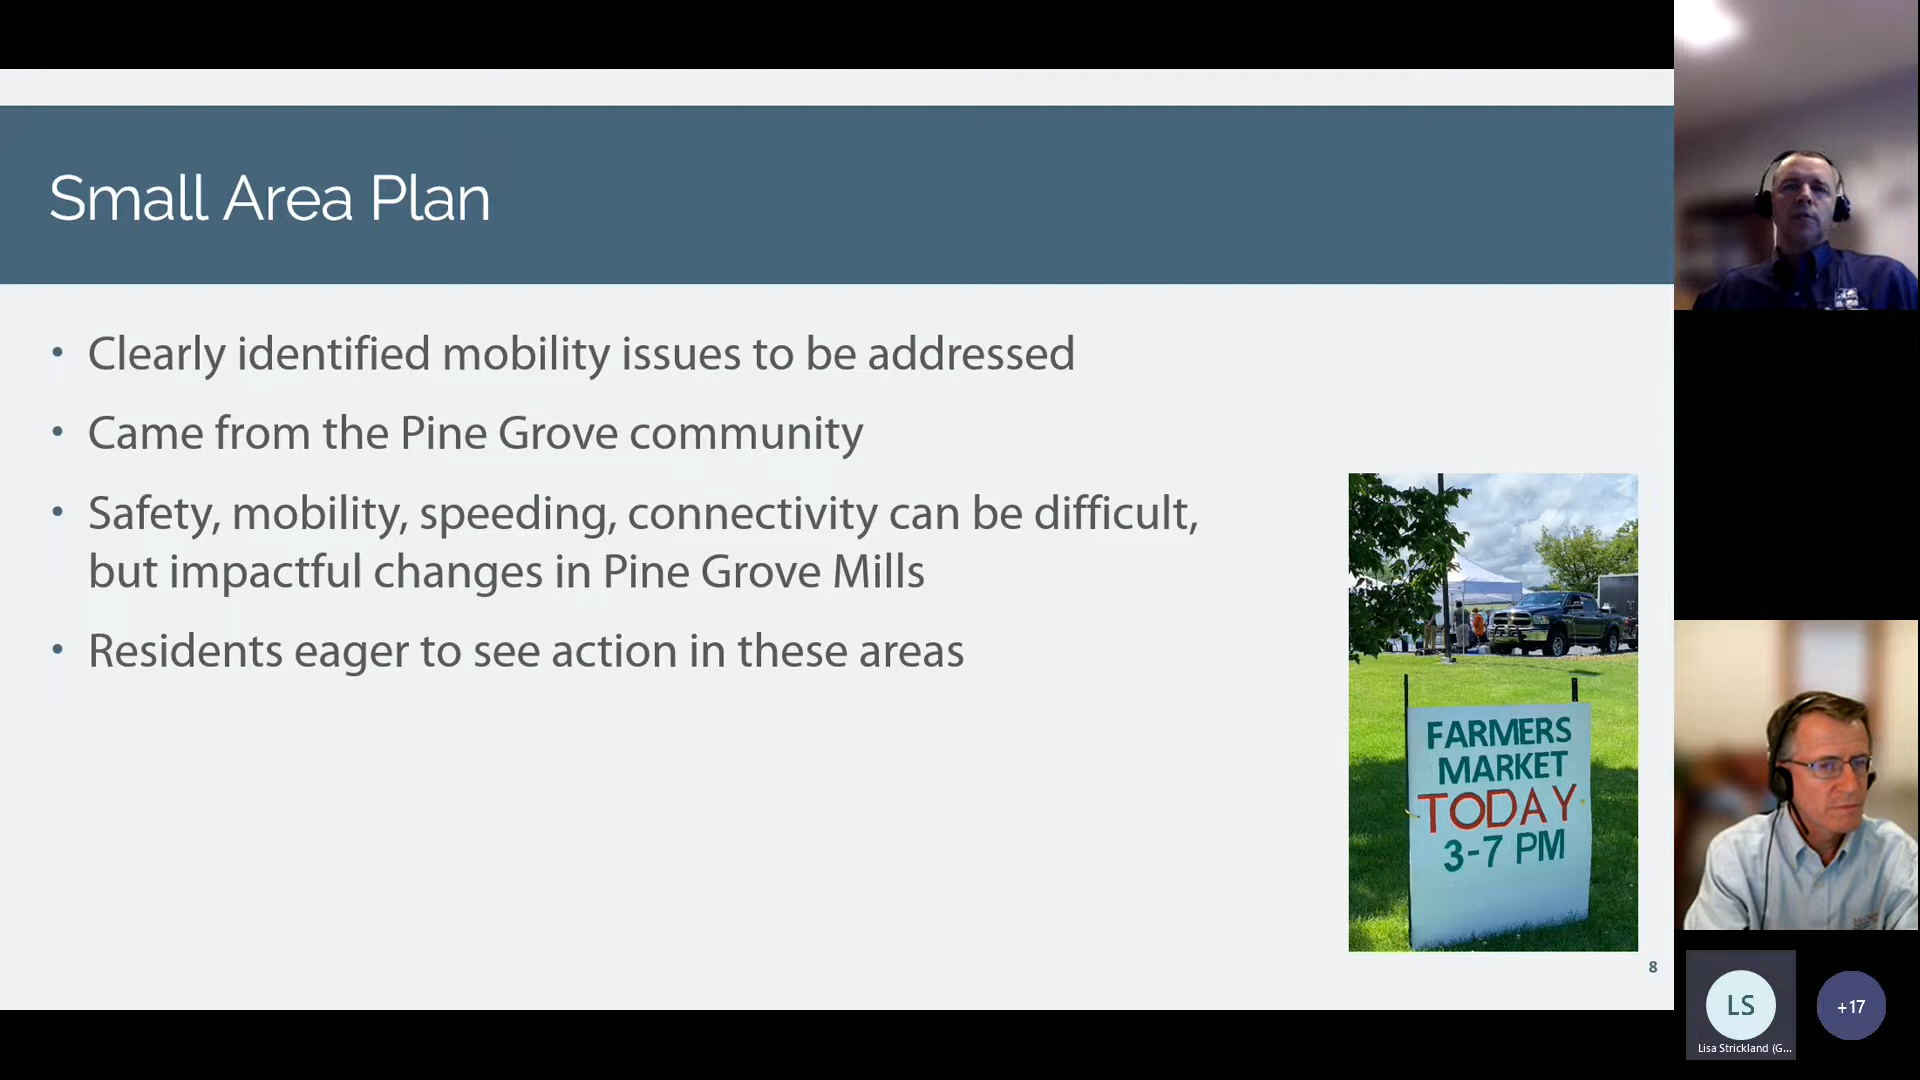 Small Area Plan
• Clearly identified mobility issues to be addressed
• Came from the Pine Grove community
• Safety, mobility, speeding, connectivity can be difficult,
but impactful changes in Pine Grove Mills
• Residents eager to see action in these areas
FARMERS
MARKET
TODAY
3-7 PM
8
LS
+17
Lisa Strickland (G...